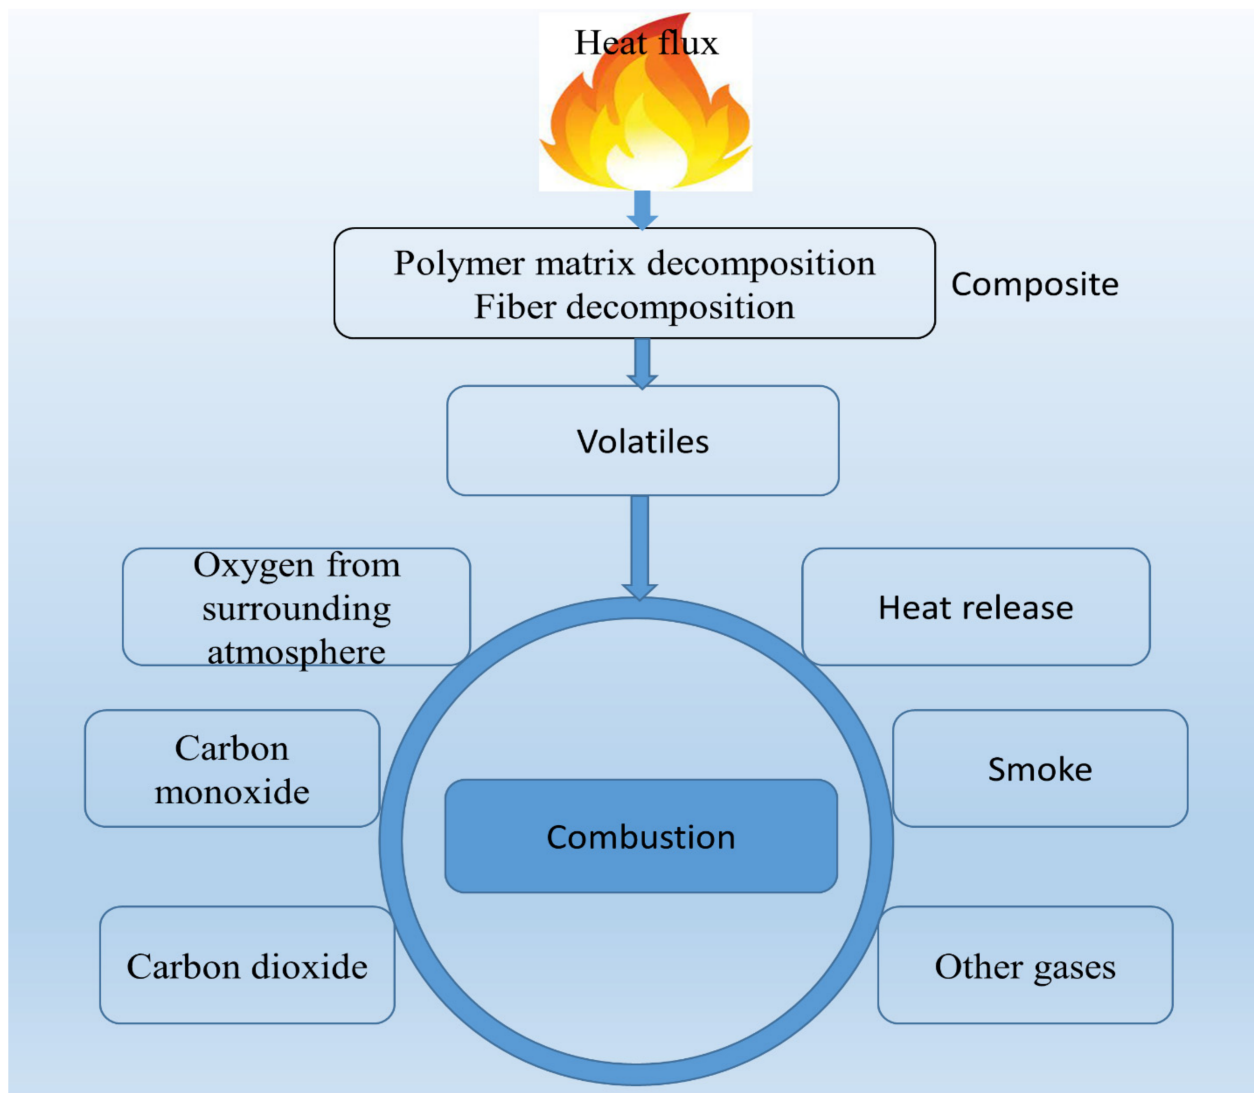 Heat flux
Polymer matrix decomposition
Fiber decomposition
Composite
Volatiles
Oxygen from
surrounding
atmosphere
Heat release
Carbon
monoxide
Smoke
Combustion
Carbon dioxide
Other gases